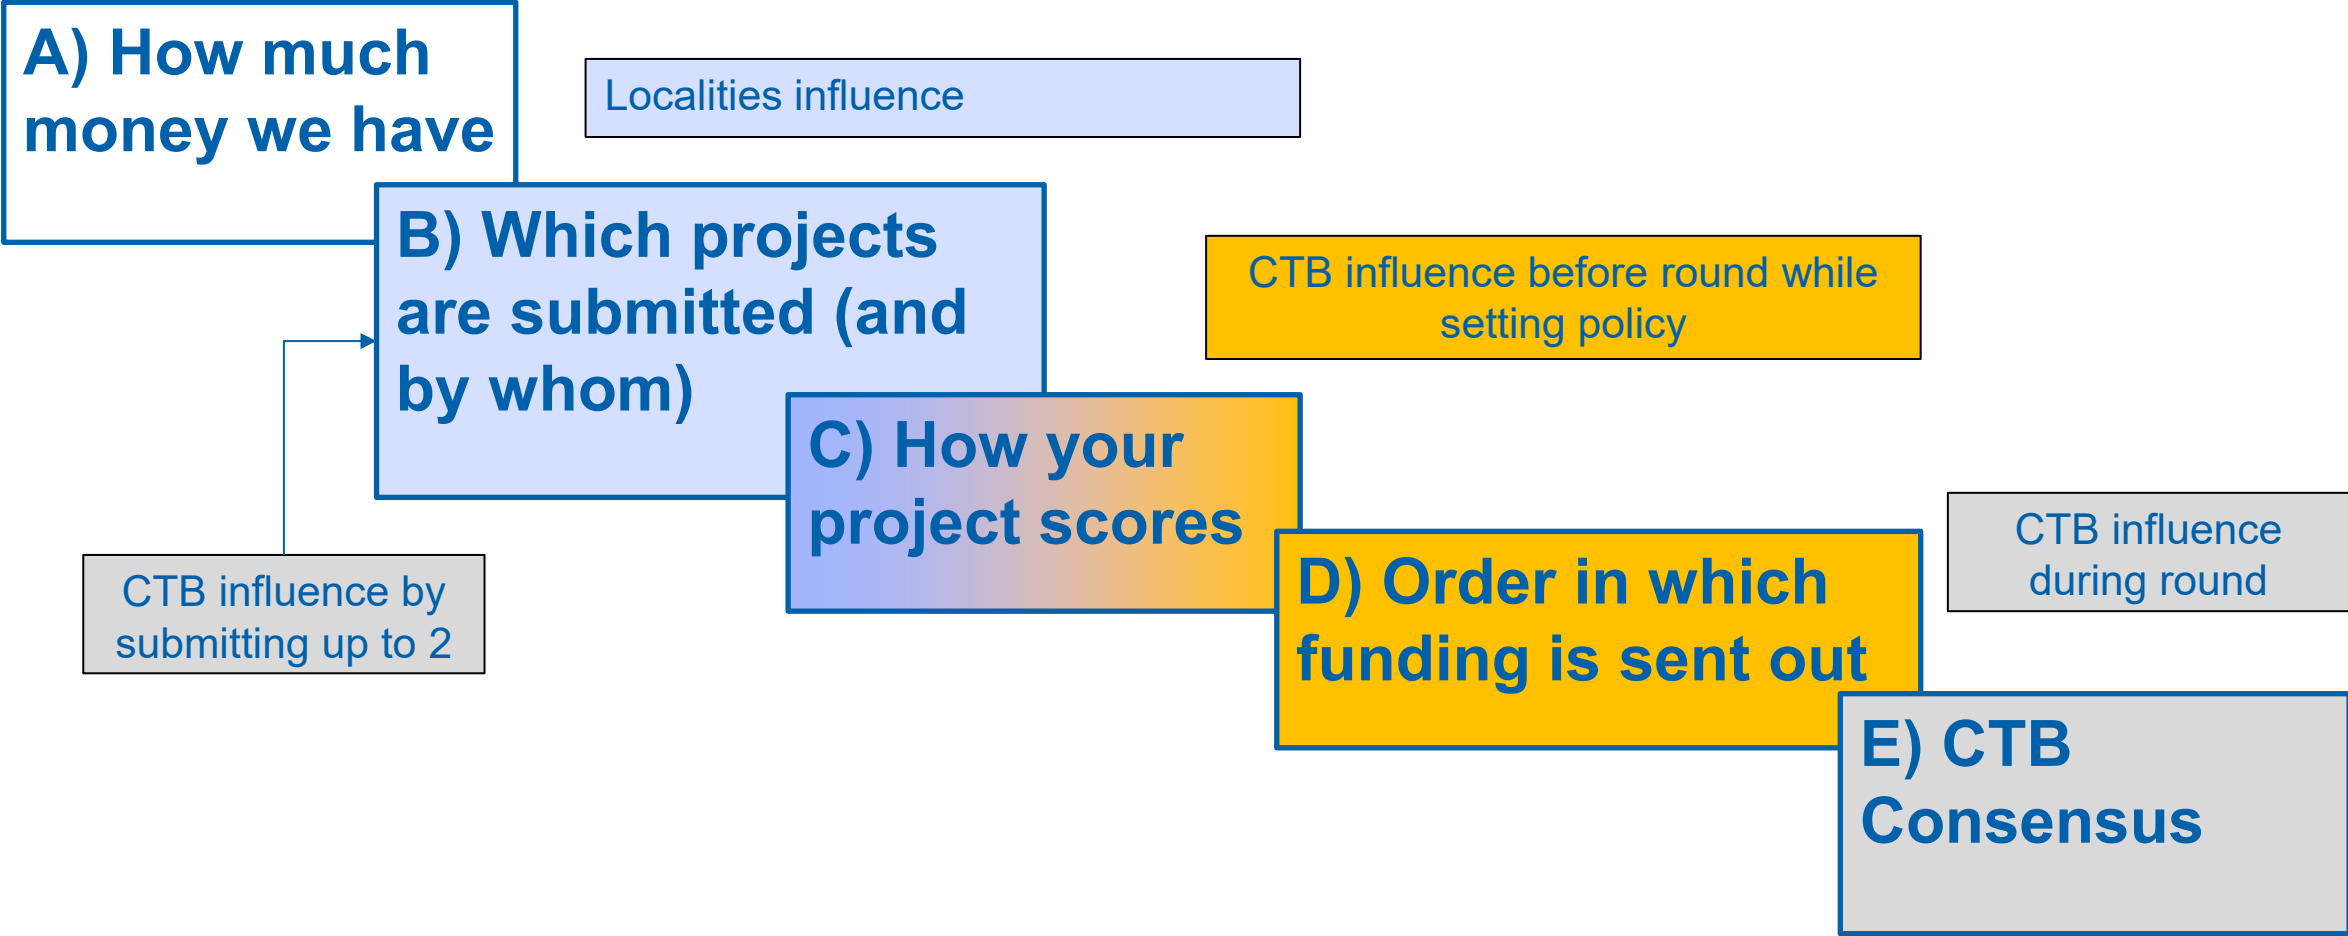 A) How much
money we have
Localities influence
B) Which projects
are submitted (and
by whom)
CTB influence before round while
setting policy
C) How your
project scores
CTB influence
during round
D) Order in which
funding is sent out
CTB influence by
submitting up to 2
E) CTB
Consensus